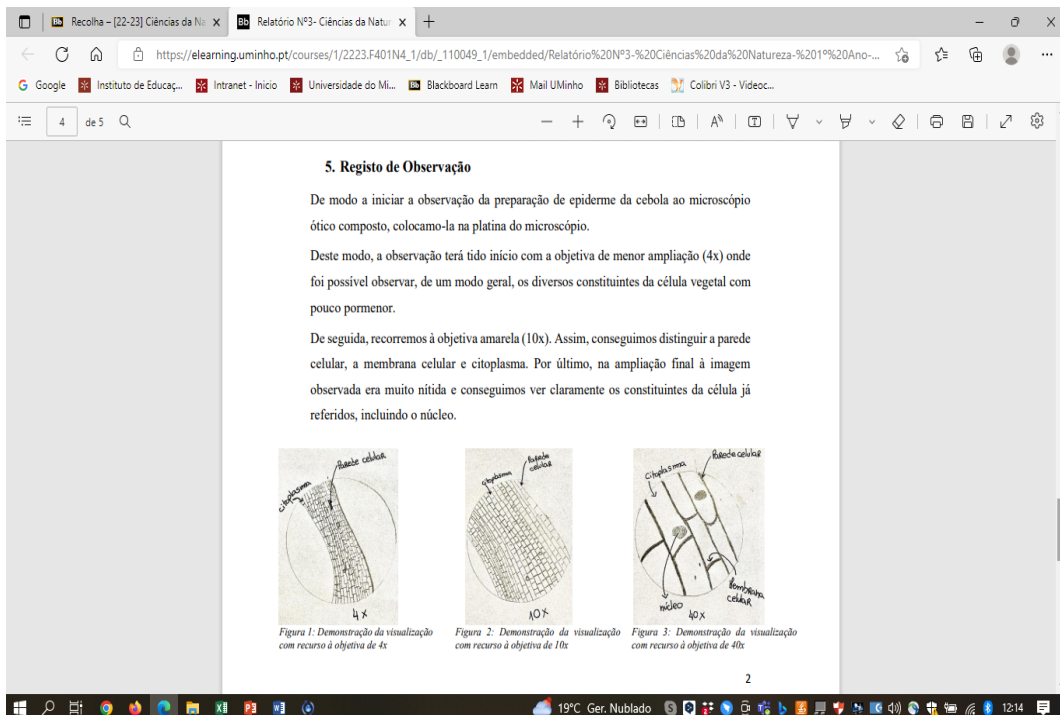 Recolha – [22-23] Ciências da Na
Relatório Nº3- Ciências da Natur
https://elearning.uminho.pt/courses/1/2223.F401N4_1/db/_110049_1/embedded/Relatório%20Nº3-%20Ciências%20da%20Natureza-%201º%20Ano-...
Google Instituto de Educaç... Intranet - Inicio Universidade do Mi... Blackboard Learn Mail UMinho Bibliotecas Colibri V3 - Videoc...
4 de 5
5. Registo de Observação
De modo a iniciar a observação da preparação de epiderme da cebola ao microscópio
ótico composto, colocamo-la na platina do microscópio.
Deste modo, a observação terá tido início com a objetiva de menor ampliação (4x) onde
foi possível observar, de um modo geral, os diversos constituintes da célula vegetal com
pouco pormenor.
De seguida, recorremos à objetiva amarela (10x). Assim, conseguimos distinguir a parede
celular, a membrana celular e citoplasma. Por último, na ampliação final à imagem
observada era muito nítida e conseguimos ver claramente os constituintes da célula já
referidos, incluindo o núcleo.
Parede celular
citoplasma
4x
Figura 1: Demonstração da visualização
com recurso à objetiva de 4x
citoplasma
Parede
celular
10x
Figura 2: Demonstração da visualização
com recurso à objetiva de 10x
Citoplasma
Parede celular
núcleo
Membrana
celular
40x
Figura 3: Demonstração da visualização
com recurso à objetiva de 40x
2
19°C Ger. Nublado
12:14